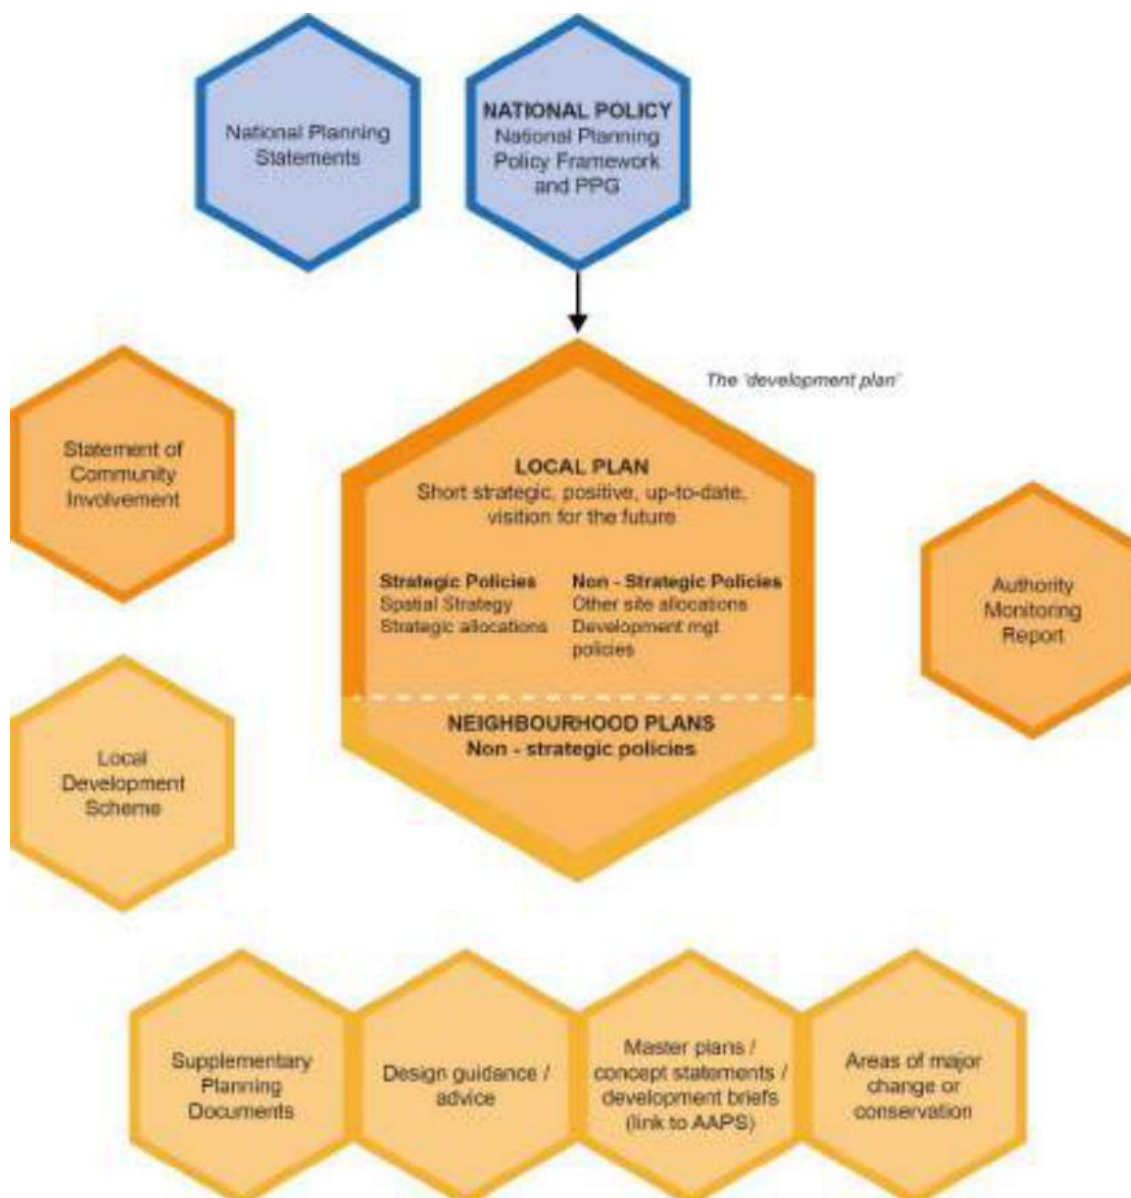 National Planning
Statements
NATIONAL POLICY
National Planning
Policy Framework
and PPG
The 'development plan'
Statement of
Community
Involvement
LOCAL PLAN
Short strategic, positive, up-to-date,
visition for the future
Strategic Policies
Spatial Strategy
Strategic allocations
Non - Strategic Policies
Other site allocations
Development mgt
policies
Authority
Monitoring
Report
NEIGHBOURHOOD PLANS
Non - strategic policies
Local
Development
Scheme
Supplementary
Planning
Documents
Design guidance /
advice
Master plans /
concept statements /
development briefs
(link to AAPS)
Areas of major
change or
conservation